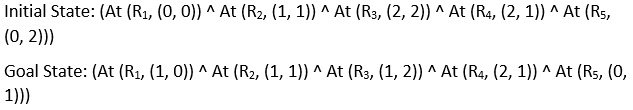 Initial State: (At (R₁, (0, 0)) ^ At (R₂, (1, 1)) ^ At (R₃, (2, 2)) ^ At (R₄, (2, 1)) ^ At (R₅,
(0, 2)))
Goal State: (At (R₁, (1, 0)) ^ At (R₂, (1, 1)) ^ At (R₃, (1, 2)) ^ At (R₄, (2, 1)) ^ At (R₅, (0,
1)))